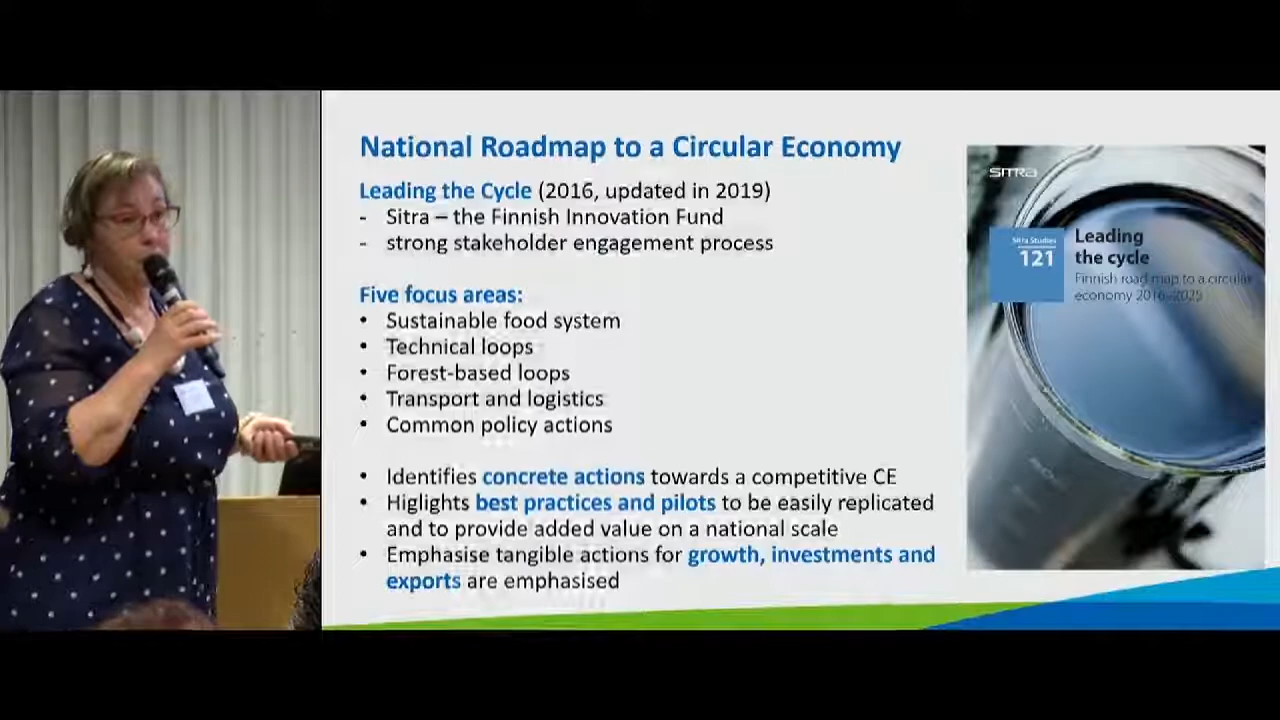 National Roadmap to a Circular Economy
Leading the Cycle (2016, updated in 2019)
- Sitra – the Finnish Innovation Fund
- strong stakeholder engagement process
Five focus areas:
• Sustainable food system
• Technical loops
• Forest-based loops
• Transport and logistics
• Common policy actions
• Identifies concrete actions towards a competitive CE
• Higlights best practices and pilots to be easily replicated
and to provide added value on a national scale
• Emphasise tangible actions for growth, investments and
exports are emphasised
SITRA
Sitra Studies
121
Leading
the cycle
Finnish road map to a circular
economy 2016–2025